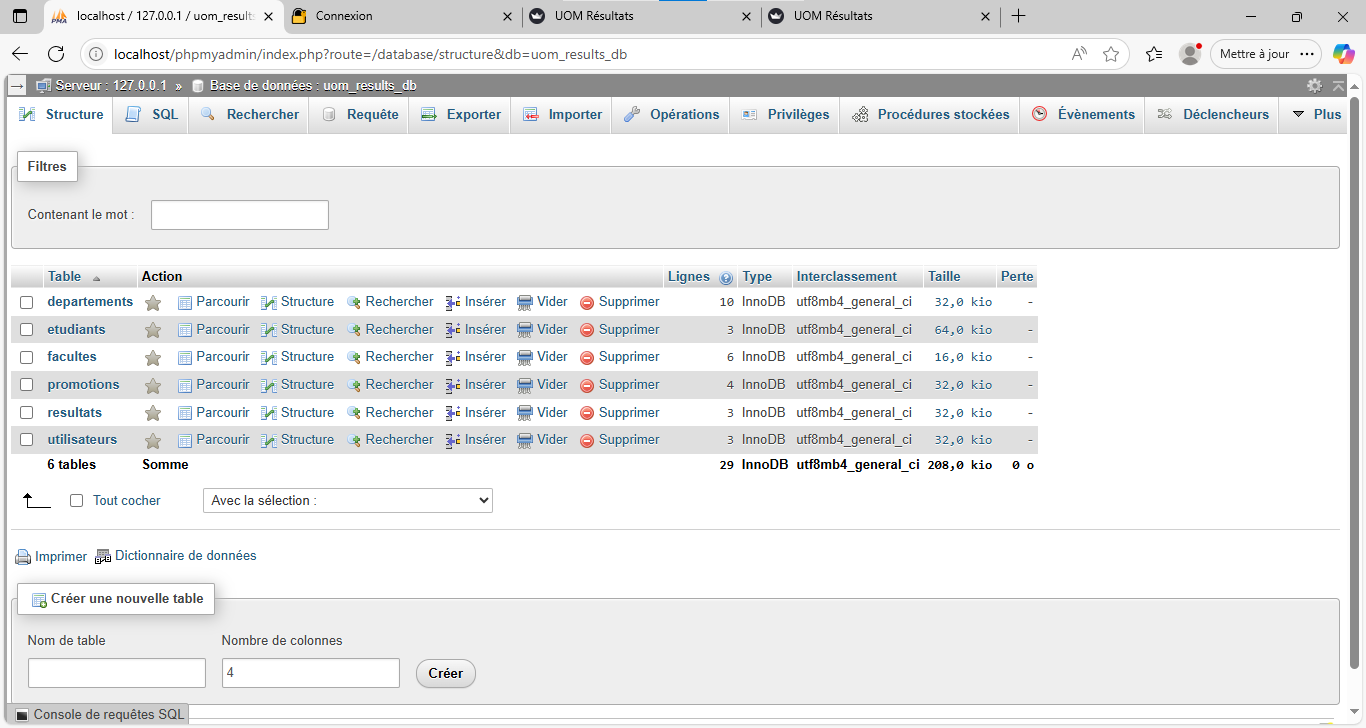 localhost / 127.0.0.1 / uom_results
Connexion
UOM Résultats
UOM Résultats
localhost/phpmyadmin/index.php?route=/database/structure&db=uom_results_db
Mettre à jour
Serveur : 127.0.0.1 » Base de données : uom_results_db
Structure SQL Rechercher Requête Exporter Importer Opérations Privilèges Procédures stockées Évènements Déclencheurs Plus
Filtres
Contenant le mot :
Table Action Lignes Type Interclassement Taille Perte
departements Parcourir Structure Rechercher Insérer Vider Supprimer 10 InnoDB utf8mb4_general_ci 32,0 kio -
etudiants Parcourir Structure Rechercher Insérer Vider Supprimer 3 InnoDB utf8mb4_general_ci 64,0 kio -
facultes Parcourir Structure Rechercher Insérer Vider Supprimer 6 InnoDB utf8mb4_general_ci 16,0 kio -
promotions Parcourir Structure Rechercher Insérer Vider Supprimer 4 InnoDB utf8mb4_general_ci 32,0 kio -
resultats Parcourir Structure Rechercher Insérer Vider Supprimer 3 InnoDB utf8mb4_general_ci 32,0 kio -
utilisateurs Parcourir Structure Rechercher Insérer Vider Supprimer 3 InnoDB utf8mb4_general_ci 32,0 kio -
6 tables Somme 29 InnoDB utf8mb4_general_ci 208,0 kio 0 o
Tout cocher Avec la sélection :
Imprimer Dictionnaire de données
Créer une nouvelle table
Nom de table Nombre de colonnes
4 Créer
Console de requêtes SQL